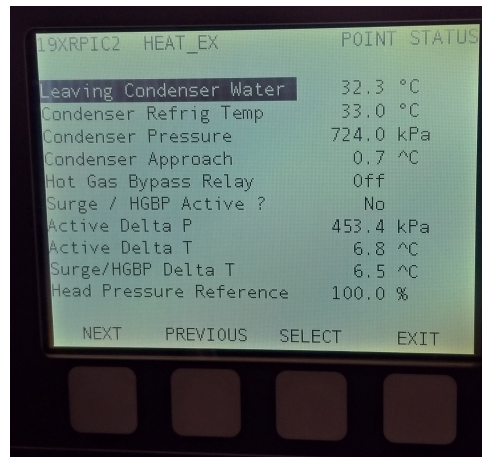 19XRPIC2 HEAT_EX POINT STATUS
Leaving Condenser Water 32.3 °C
Condenser Refrig Temp 33.0 °C
Condenser Pressure 724.0 kPa
Condenser Approach 0.7 ^C
Hot Gas Bypass Relay Off
Surge / HGBP Active ? No
Active Delta P 453.4 kPa
Active Delta T 6.8 ^C
Surge/HGBP Delta T 6.5 ^C
Head Pressure Reference 100.0 %
NEXT PREVIOUS SELECT EXIT